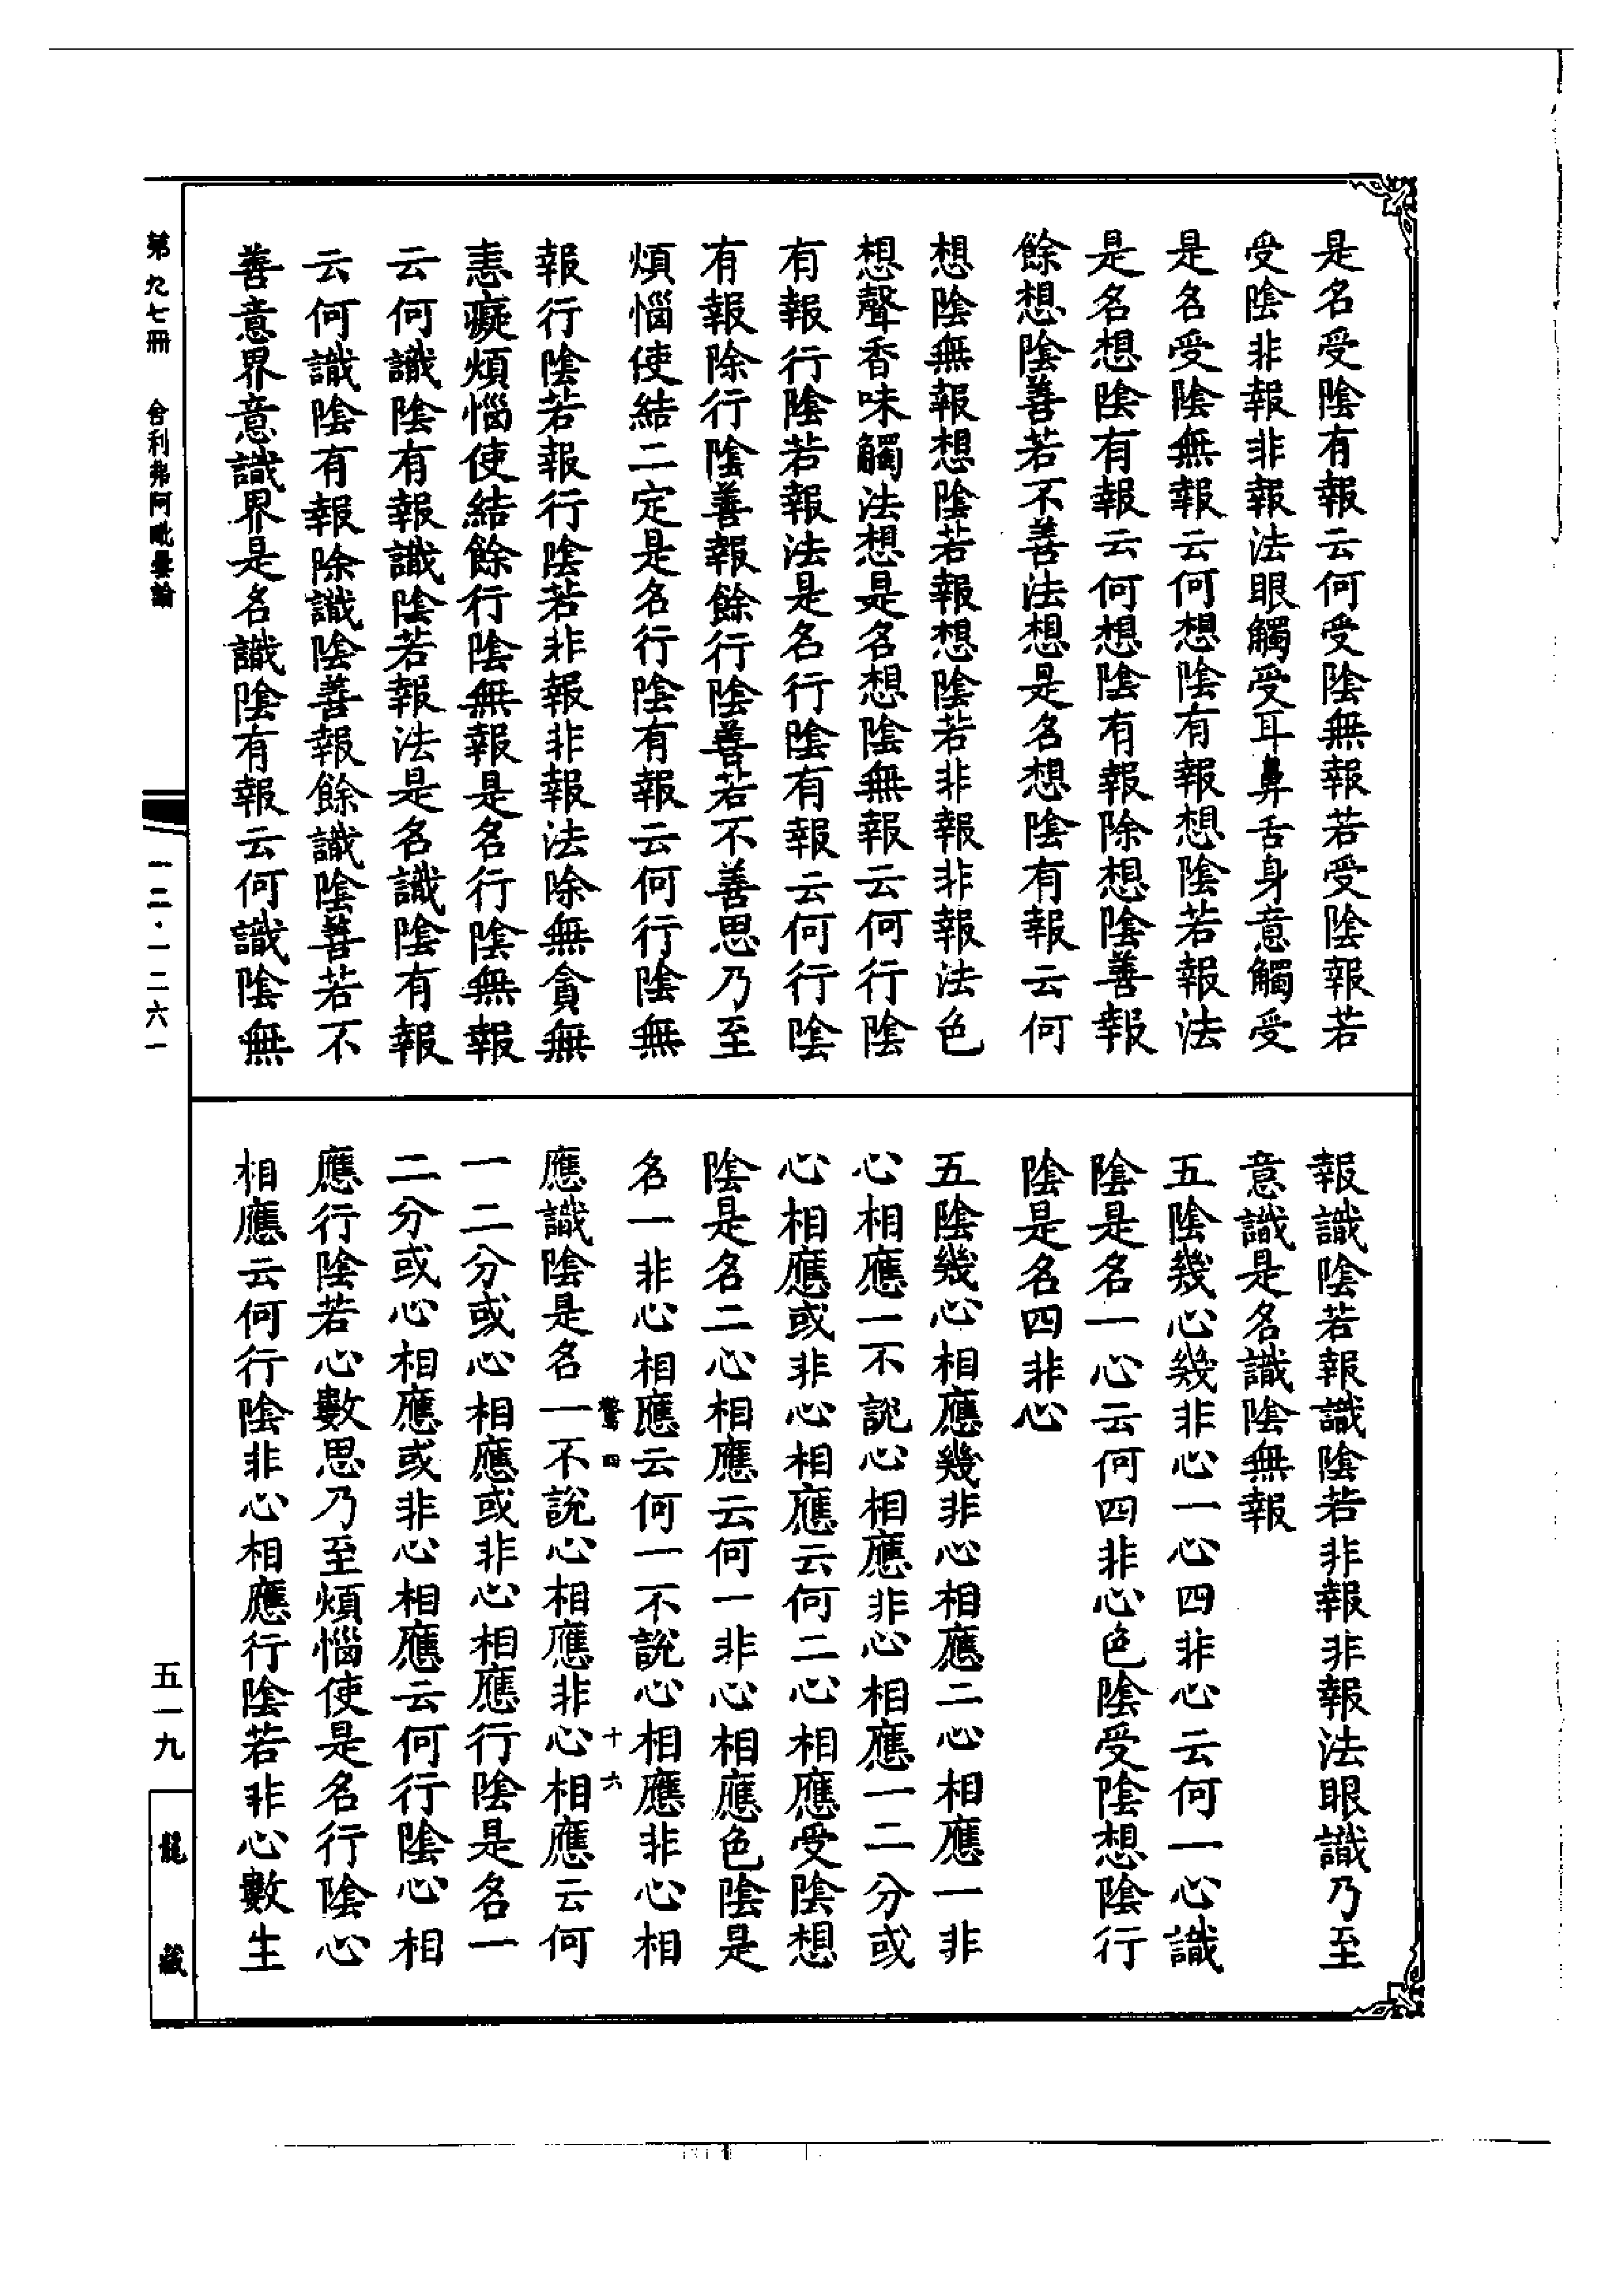 是名受陰有報云何受陰無報若受陰報若
受陰非報非報法眼觸受耳鼻舌身意觸受
是名受陰無報云何想陰有報想陰若報法
是名想陰有報云何想陰有報除想陰善報
餘想陰善若不善法想是名想陰有報云何
想陰無報想陰若報想陰若非報非報法色
想聲香味觸法想是名想陰無報云何行陰
有報行陰若報法是名行陰有報云何行陰
有報除行陰善報餘行陰善若不善思乃至
煩惱使結二定是名行陰有報云何行陰無
報行陰若報行陰若非報非報法除無貪無
恚癡煩惱使結餘行陰無報是名行陰無報
云何識陰有報識陰若報法是名識陰有報
云何識陰有報除識陰善報餘識陰善若不
善意界意識界是名識陰有報云何識陰無
報識陰若報識陰若非報非報法眼識乃至
意識是名識陰無報
五陰幾心幾非心一心四非心云何一心識
陰是名一心云何四非心色陰受陰想陰行
陰是名四非心
五陰幾心相應幾非心相應二心相應一非
心相應一不說心相應非心相應一二分或
心相應或非心相應云何二心相應受陰想
陰是名二心相應云何一非心相應色陰是
名一非心相應云何一不說心相應非心相
鷩四 十六
應識陰是名一不說心相應非心相應云何
一二分或心相應或非心相應行陰是名一
二分或心相應或非心相應云何行陰心相
應行陰若心數思乃至煩惱使是名行陰心
相應云何行陰非心相應行陰若非心數生
第九七冊 舍利弗阿毗曇論
一二·一二六一
五一九
龍藏